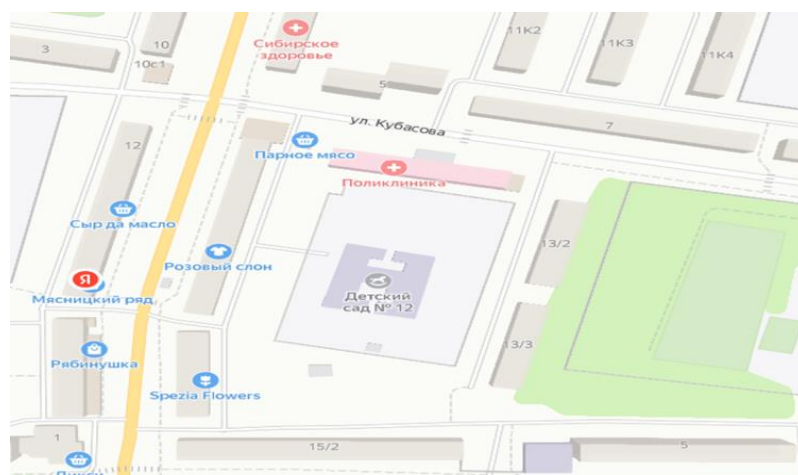 11К2
Сибирское
здоровье
3
10
11К3
11К4
10с1
5
ул. Кубасова
7
12
Парное мясо
Поликлиника
Сыр да масло
13/2
Розовый слон
Я
Мясницкий ряд
Детский
сад № 12
13/3
Рябинушка
Spezia Flowers
1
15/2
5